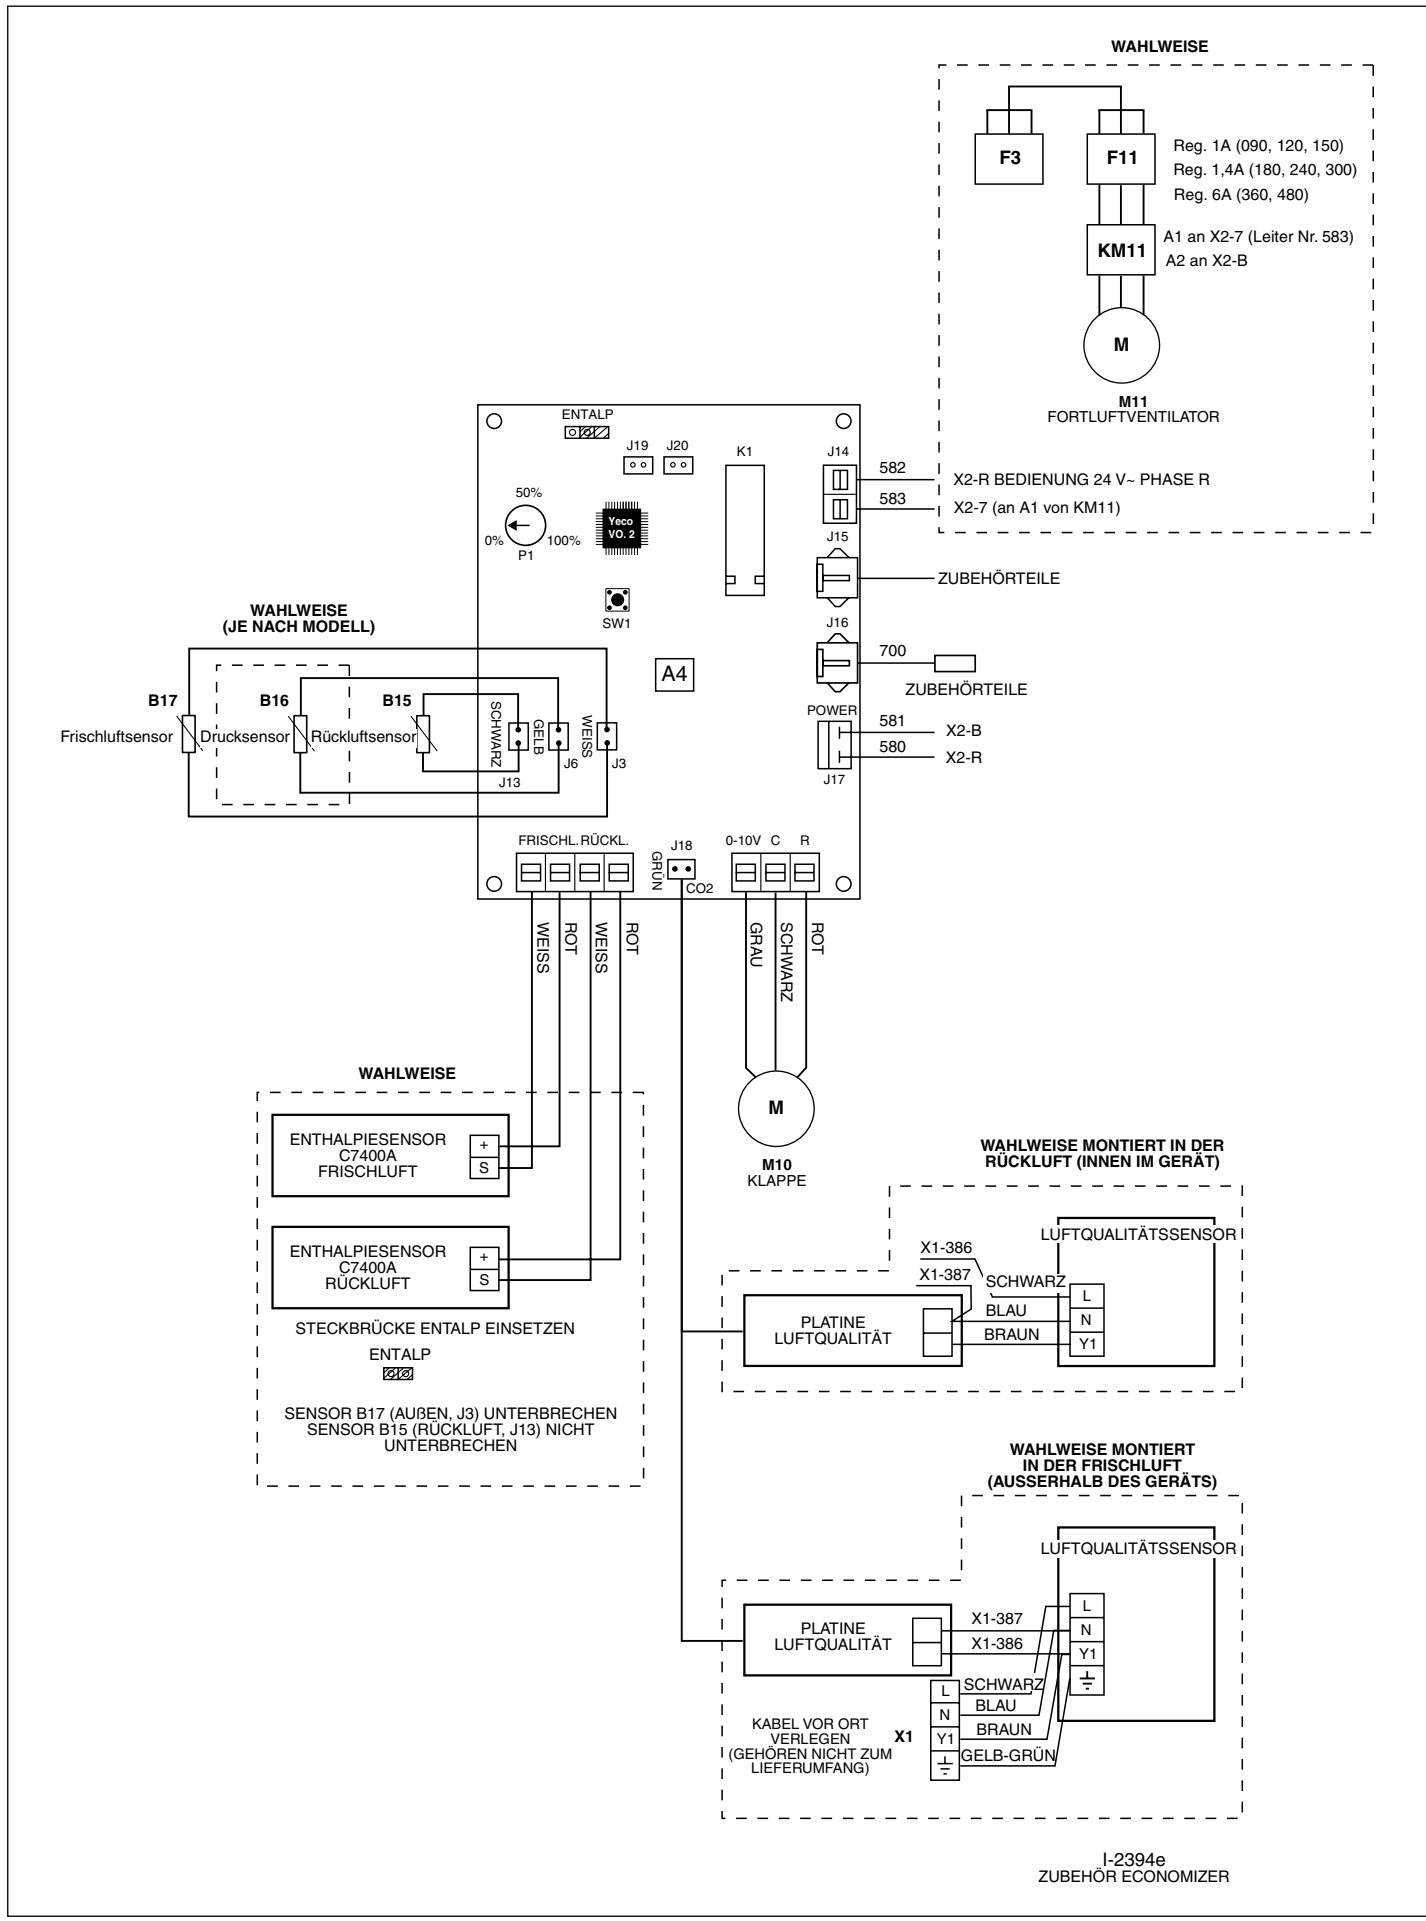 WAHLWEISE
F3
F11
Reg. 1A (090, 120, 150)
Reg. 1,4A (180, 240, 300)
Reg. 6A (360, 480)
KM11
A1 an X2-7 (Leiter Nr. 583)
A2 an X2-B
M
M11
FORTLUFTVENTILATOR
ENTALP
J19
J20
K1
J14
582
X2-R BEDIENUNG 24 V~ PHASE R
583
X2-7 (an A1 von KM11)
50%
0%
100%
P1
Yeco
VO. 2
J15
ZUBEHÖRTEILE
SW1
J16
700
ZUBEHÖRTEILE
A4
WAHLWEISE
(JE NACH MODELL)
B17
B16
B15
Frischluftsensor
Drucksensor
Rückluftsensor
SCHWARZ
GELB
WEISS
J13
J6
J3
POWER
581
X2-B
580
X2-R
J17
FRISCHL.
RÜCKL.
J18
GRÜN
CO2
0-10V
C
R
WEISS
ROT
WEISS
ROT
GRAU
SCHWARZ
ROT
M
M10
KLAPPE
WAHLWEISE
ENTHALPIESENSOR
C7400A
FRISCHLUFT
+
S
ENTHALPIESENSOR
C7400A
RÜCKLUFT
+
S
STECKBRÜCKE ENTALP EINSETZEN
ENTALP
SENSOR B17 (AUßEN, J3) UNTERBRECHEN
SENSOR B15 (RÜCKLUFT, J13) NICHT
UNTERBRECHEN
WAHLWEISE MONTIERT IN DER
RÜCKLUFT (INNEN IM GERÄT)
LUFTQUALITÄTSSENSOR
X1-386
X1-387
SCHWARZ
BLAU
BRAUN
L
N
Y1
PLATINE
LUFTQUALITÄT
WAHLWEISE MONTIERT
IN DER FRISCHLUFT
(AUSSERHALB DES GERÄTS)
LUFTQUALITÄTSSENSOR
PLATINE
LUFTQUALITÄT
X1-387
X1-386
L
N
Y1
KABEL VOR ORT
VERLEGEN
(GEHÖREN NICHT ZUM
LIEFERUMFANG)
X1
L
N
Y1
SCHWARZ
BLAU
BRAUN
GELB-GRÜN
I-2394e
ZUBEHÖR ECONOMIZER